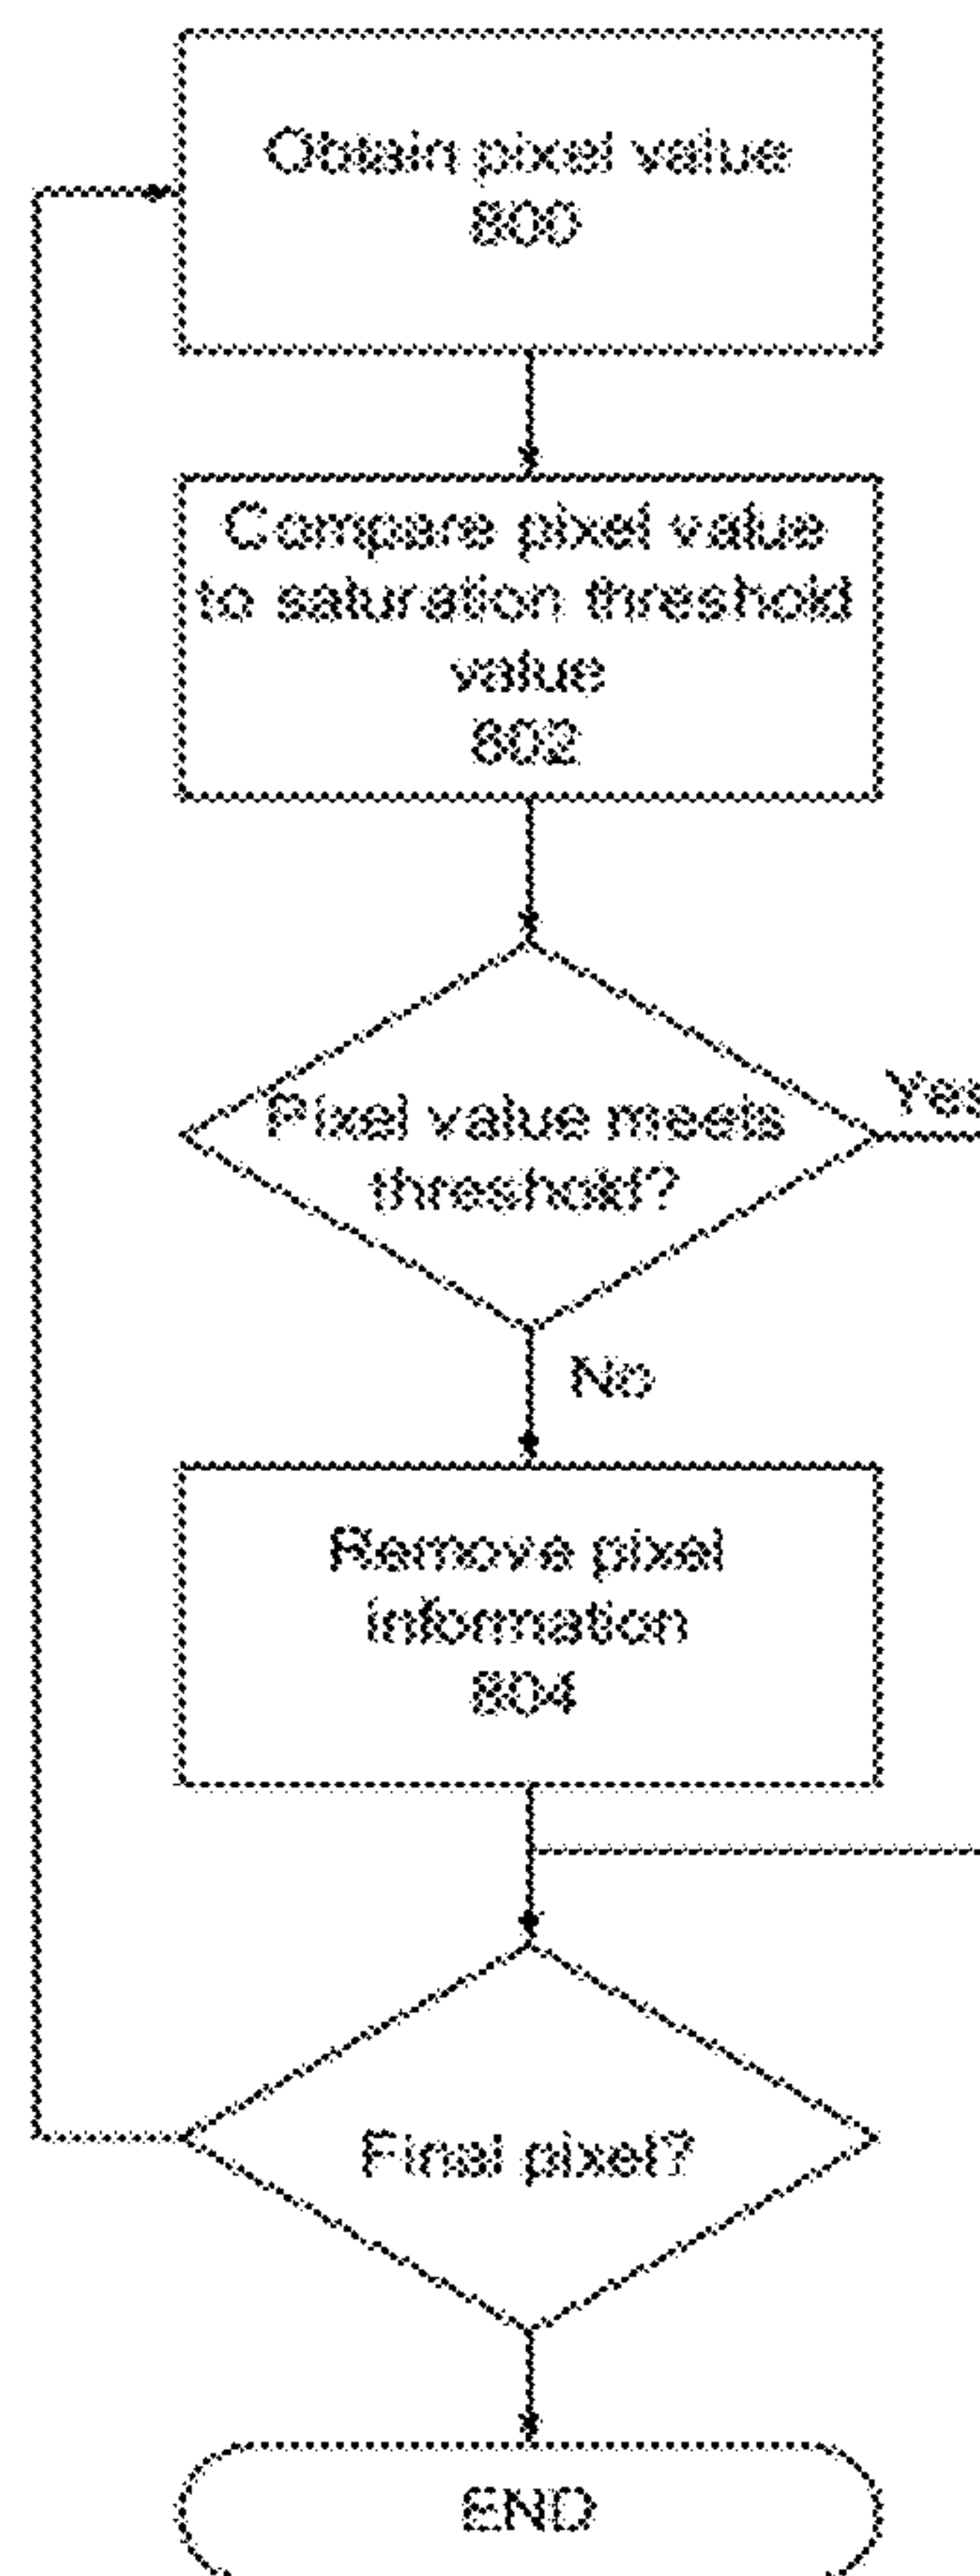 Obtain pixel value
800
Compare pixel value
to saturation threshold
value
802
Yes
Pixel value meets
threshold?
No
Remove pixel
information
804
Final pixel?
END